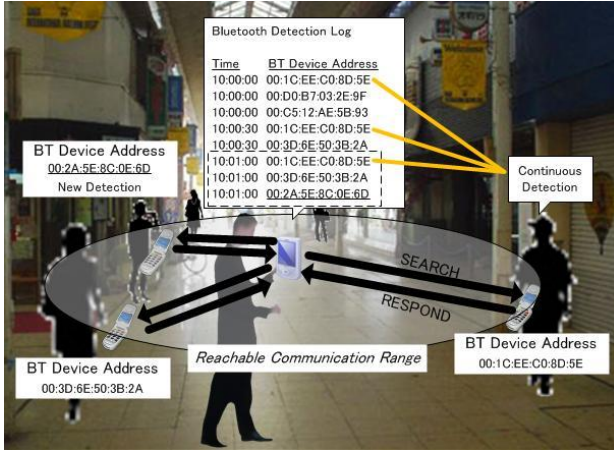 Bluetooth Detection Log
Time BT Device Address
10:00:00 00:1C:EE:C0:8D:5E
10:00:00 00:D0:B7:03:2E:9F
10:00:00 00:C5:12:AE:5B:93
10:00:30 00:1C:EE:C0:8D:5E
10:00:30 00:3D:6E:50:3B:2A
10:01:00 00:1C:EE:C0:8D:5E
10:01:00 00:3D:6E:50:3B:2A
10:01:00 00:2A:5E:8C:0E:6D
Welcome
BT Device Address
00:2A:5E:8C:0E:6D
New Detection
Continuous
Detection
SEARCH
RESPOND
Reachable Communication Range
BT Device Address
00:3D:6E:50:3B:2A
BT Device Address
00:1C:EE:C0:8D:5E